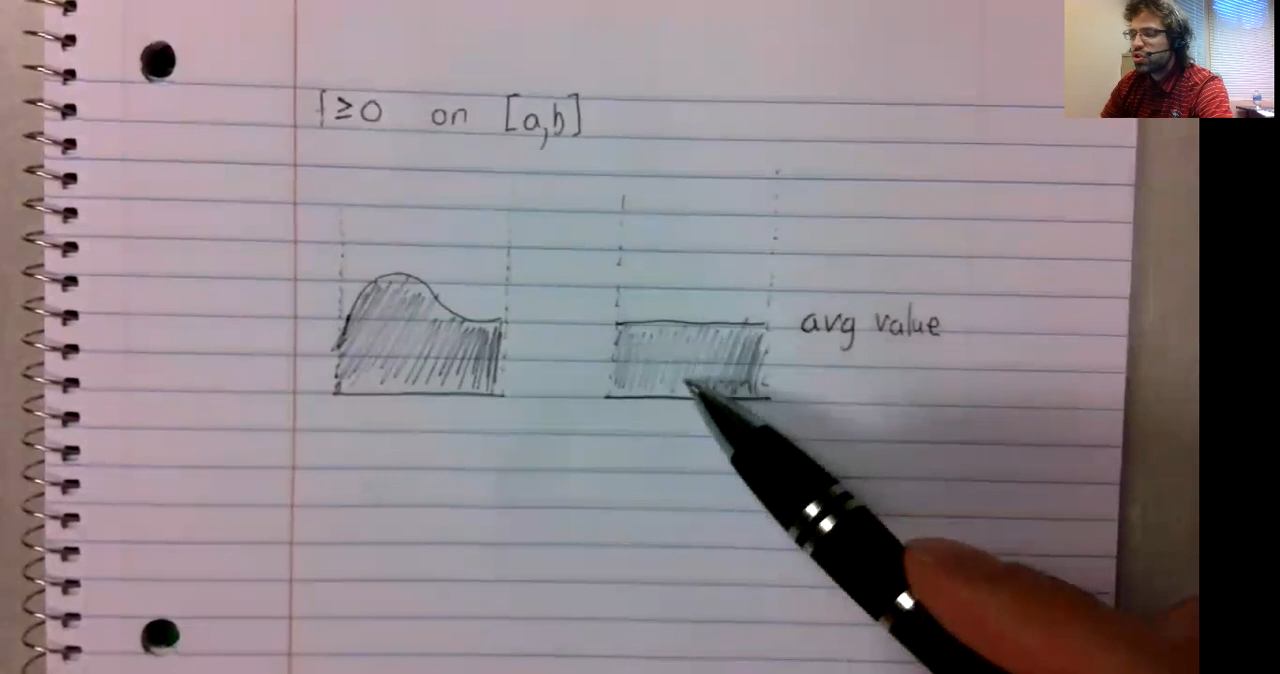 f≥0 on [a,b]
avg value